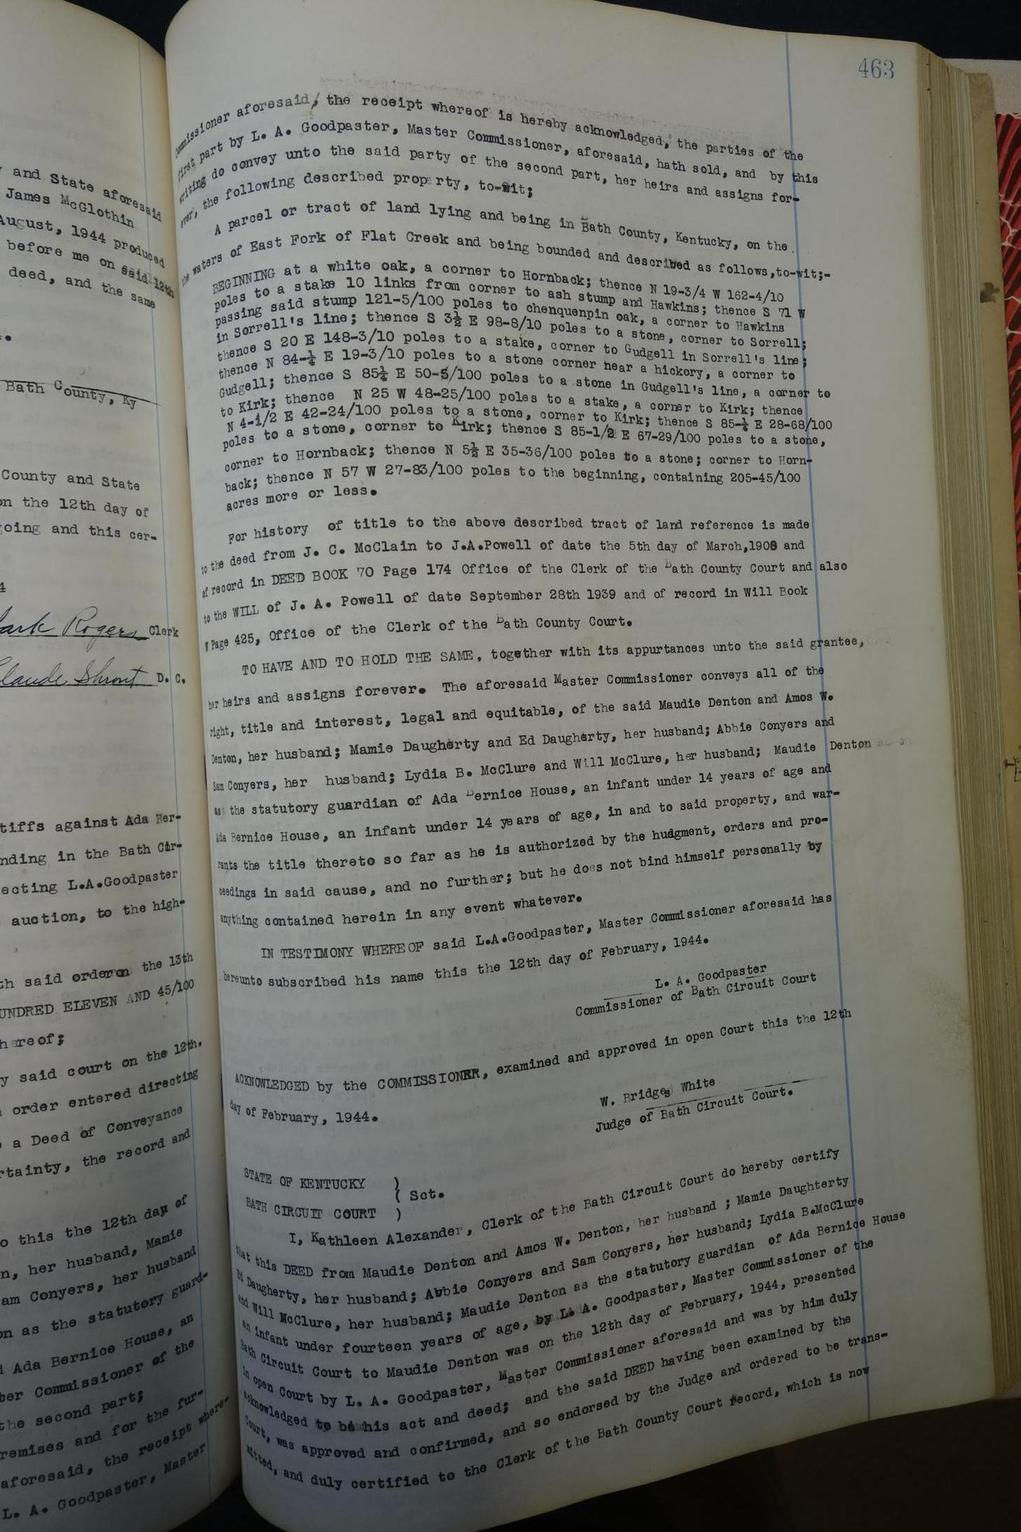 y and State aforesaid
James McGlothin
August, 1944 produced
before me on said 12th
deed, and the same
Bath County, Ky
County and State
on the 12th day of
going and this cer-
4
ark Rogers Clerk
Claude Shrout D. C.
tiffs against Ada Ber-
nding in the Bath Cir-
ecting L.A.Goodpaster
auction, to the high-
th said order on the 13th
UNDRED ELEVEN AND 45/100
hereof;
y said court on the 12th.
order entered directing
a Deed of Conveyance
rtainty, the record and
o this the 12th day of
n, her husband, Mamie
am Conyers, her husband
on as the statutory guard-
d Ada Bernice House, an
ter Commissioner of the
the second part;
remises and for the fur-
aforesaid, the receipt where-
L. A. Goodpaster, Master
463
ommissioner aforesaid, the receipt whereof is hereby acknowledged, the parties of the
first part by L. A. Goodpaster, Master Commissioner, aforesaid, hath sold, and by this
writing do convey unto the said party of the second part, her heirs and assigns for-
ever, the following described property, to-wit;
A parcel or tract of land lying and being in Bath County, Kentucky, on the
the waters of East Fork of Flat Creek and being bounded and described as follows,to-wit;-
BEGINNING at a white oak, a corner to Hornback; thence N 19-3/4 W 162-4/10
poles to a stake 10 links from corner to ash stump and Hawkins; thence S 71 W
passing said stump 121-5/100 poles to chenquenpin oak, a corner to Hawkins
in Sorrell's line; thence S 3½ E 98-8/10 poles to a stone, corner to Sorrell;
thence S 20 E 148-3/10 poles to a stake, corner to Gudgell in Sorrell's line;
thence N 84-¼ E 19-3/10 poles to a stone corner near a hickory, a corner to
Gudgell; thence S 85¼ E 50-5/100 poles to a stone in Gudgell's line, a corner to
to Kirk; thence N 25 W 48-25/100 poles to a stake, a corner to Kirk; thence
N 4-1/2 E 42-24/100 poles to a stone, corner to Kirk; thence S 85-¼ E 28-68/100
poles to a stone, corner to Kirk; thence S 85-1/2 E 67-29/100 poles to a stone,
corner to Hornback; thence N 5½ E 35-36/100 poles to a stone; corner to Horn-
back; thence N 57 W 27-83/100 poles to the beginning, containing 205-45/100
acres more or less.
For history of title to the above described tract of land reference is made
to the deed from J. C. McClain to J.A.Powell of date the 5th day of March,1908 and
of record in DEED BOOK 70 Page 174 Office of the Clerk of the Bath County Court and also
to the WILL of J. A. Powell of date September 28th 1939 and of record in Will Book
W Page 425, Office of the Clerk of the Bath County Court.
TO HAVE AND TO HOLD THE SAME, together with its appurtances unto the said grantee,
her heirs and assigns forever. The aforesaid Master Commissioner conveys all of the
right, title and interest, legal and equitable, of the said Maudie Denton and Amos W.
Denton, her husband; Mamie Daugherty and Ed Daugherty, her husband; Abbie Conyers and
Sam Conyers, her husband; Lydia B. McClure and Will McClure, her husband; Maudie Denton
as the statutory guardian of Ada Bernice House, an infant under 14 years of age and
Ada Bernice House, an infant under 14 years of age, in and to said property, and war-
rants the title thereto so far as he is authorized by the hudgment, orders and pro-
ceedings in said cause, and no further; but he does not bind himself personally by
anything contained herein in any event whatever.
IN TESTIMONY WHEREOF said L.A.Goodpaster, Master Commissioner aforesaid has
hereunto subscribed his name this the 12th day of February, 1944.
L. A. Goodpaster
Commissioner of Bath Circuit Court
ACKNOWLEDGED by the COMMISSIONER, examined and approved in open Court this the 12th
day of February, 1944.
W. Bridges White
Judge of Bath Circuit Court.
STATE OF KENTUCKY )
( Sct.
BATH CIRCUIT COURT )
I, Kathleen Alexander, Clerk of the Bath Circuit Court do hereby certify
that this DEED from Maudie Denton and Amos W. Denton, her husband ; Mamie Daughterty
Ed Daugherty, her husband; Abbie Conyers and Sam Conyers, her husband; Lydia B.McClure
and Will McClure, her husband; Maudie Denton as the statutory guardian of Ada Bernice House
an infant under fourteen years of age, by L. A. Goodpaster, Master Commissioner of the
Bath Circuit Court to Maudie Denton was on the 12th day of February, 1944, presented
in open Court by L. A. Goodpaster, Master Commissioner aforesaid and was by him duly
acknowledged to be his act and deed; and the said DEED having been examined by the
Court, was approved and confirmed, and so endorsed by the Judge and ordered to be trans-
mitted, and duly certified to the Clerk of the Bath County Court Record, which is now